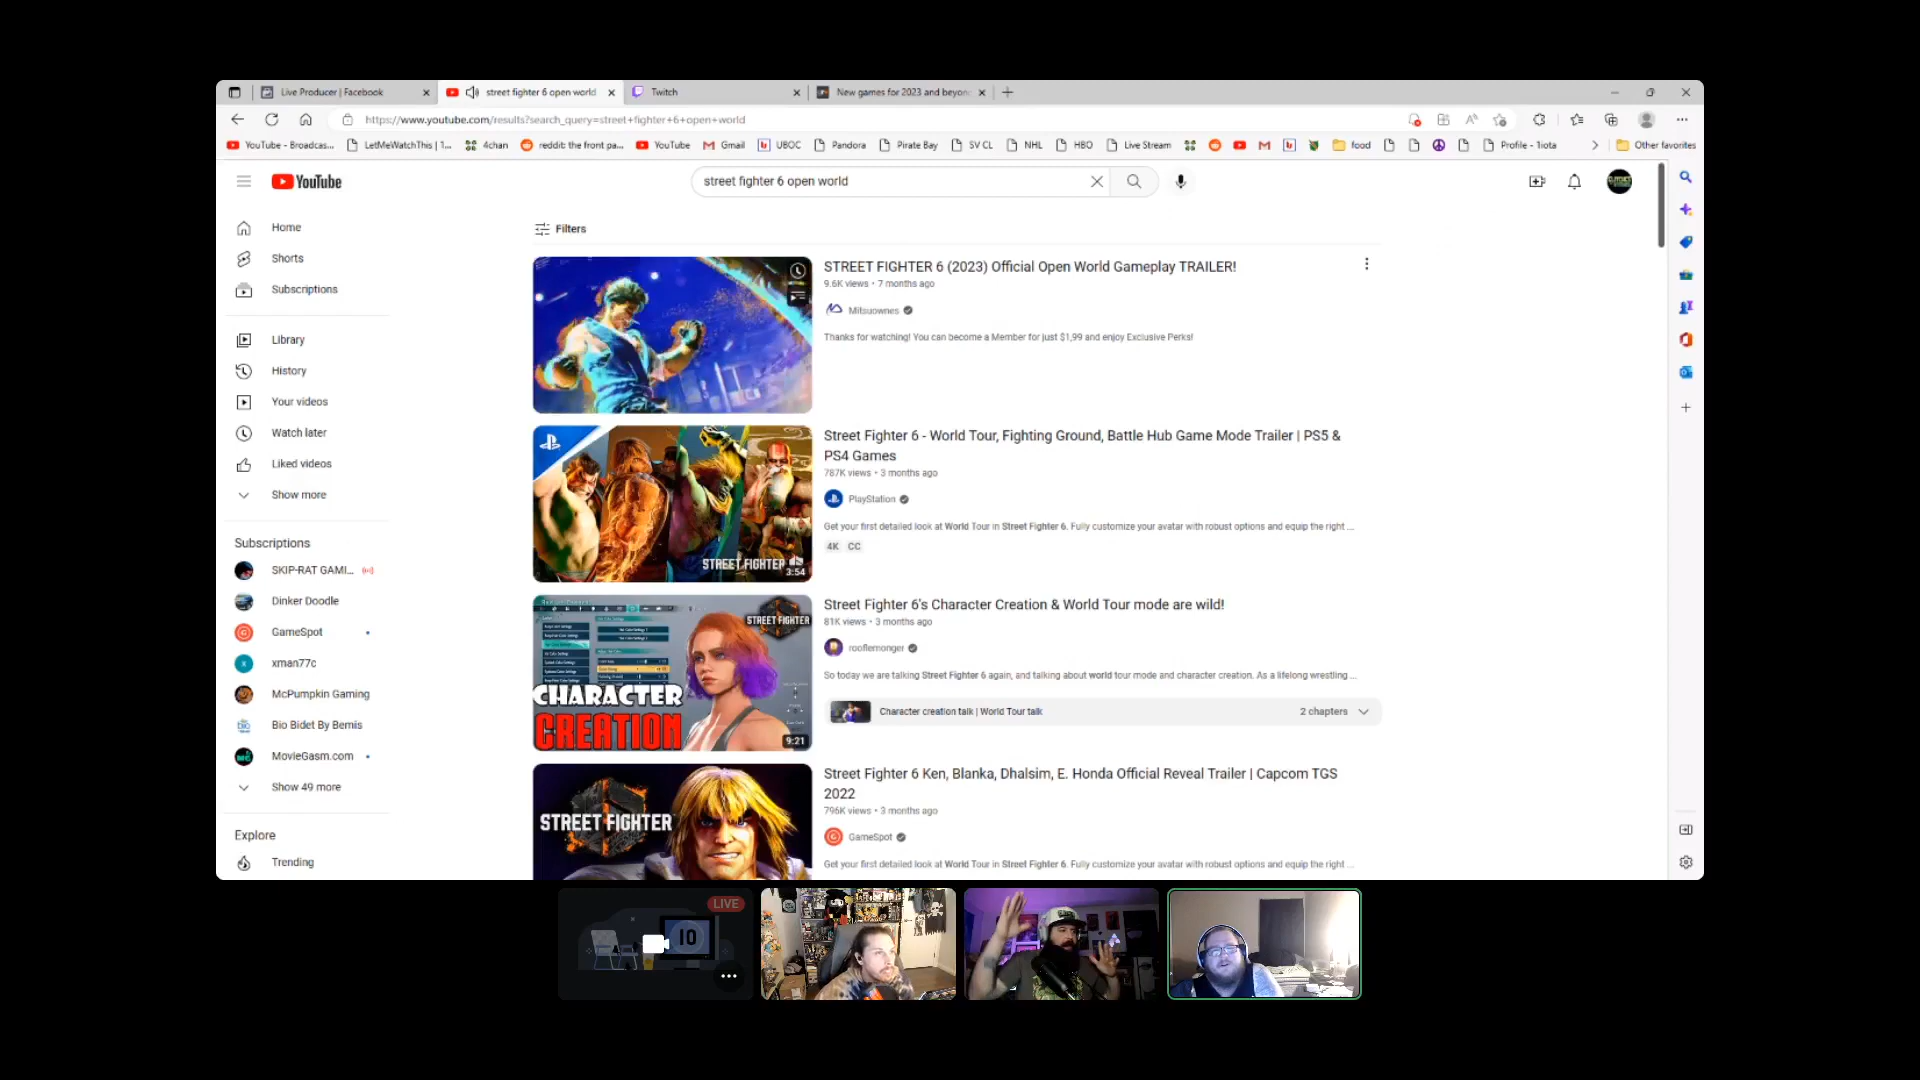 Live Producer | Facebook
street fighter 6 open world
Twitch
New games for 2023 and beyon
https://www.youtube.com/results?search_query=street+fighter+6+open+world
YouTube - Broadcas...
LetMeWatchThis | 1...
4chan
reddit: the front pa...
YouTube
Gmail
UBOC
Pandora
Pirate Bay
SV CL
NHL
HBO
Live Stream
food
Profile - 1iota
Other favorites
YouTube
street fighter 6 open world
Filters
Home
Shorts
Subscriptions
Library
History
Your videos
Watch later
Liked videos
Show more
Subscriptions
SKIP-RAT GAMI...
Dinker Doodle
GameSpot
xman77c
McPumpkin Gaming
Bio Bidet By Bemis
MovieGasm.com
Show 49 more
Explore
Trending
STREET FIGHTER 6 (2023) Official Open World Gameplay TRAILER!
9.6K views • 7 months ago
Mitsuownes
Thanks for watching! You can become a Member for just $1,99 and enjoy Exclusive Perks!
STREET FIGHTER
3:54
Street Fighter 6 - World Tour, Fighting Ground, Battle Hub Game Mode Trailer | PS5 &
PS4 Games
787K views • 3 months ago
PlayStation
Get your first detailed look at World Tour in Street Fighter 6. Fully customize your avatar with robust options and equip the right ...
4K CC
STREET FIGHTER
CHARACTER
CREATION
9:21
Street Fighter 6's Character Creation & World Tour mode are wild!
81K views • 3 months ago
rooflemonger
So today we are talking Street Fighter 6 again, and talking about world tour mode and character creation. As a lifelong wrestling ...
Character creation talk | World Tour talk
2 chapters
STREET FIGHTER
Street Fighter 6 Ken, Blanka, Dhalsim, E. Honda Official Reveal Trailer | Capcom TGS
2022
796K views • 3 months ago
GameSpot
Get your first detailed look at World Tour in Street Fighter 6. Fully customize your avatar with robust options and equip the right ...
LIVE
10